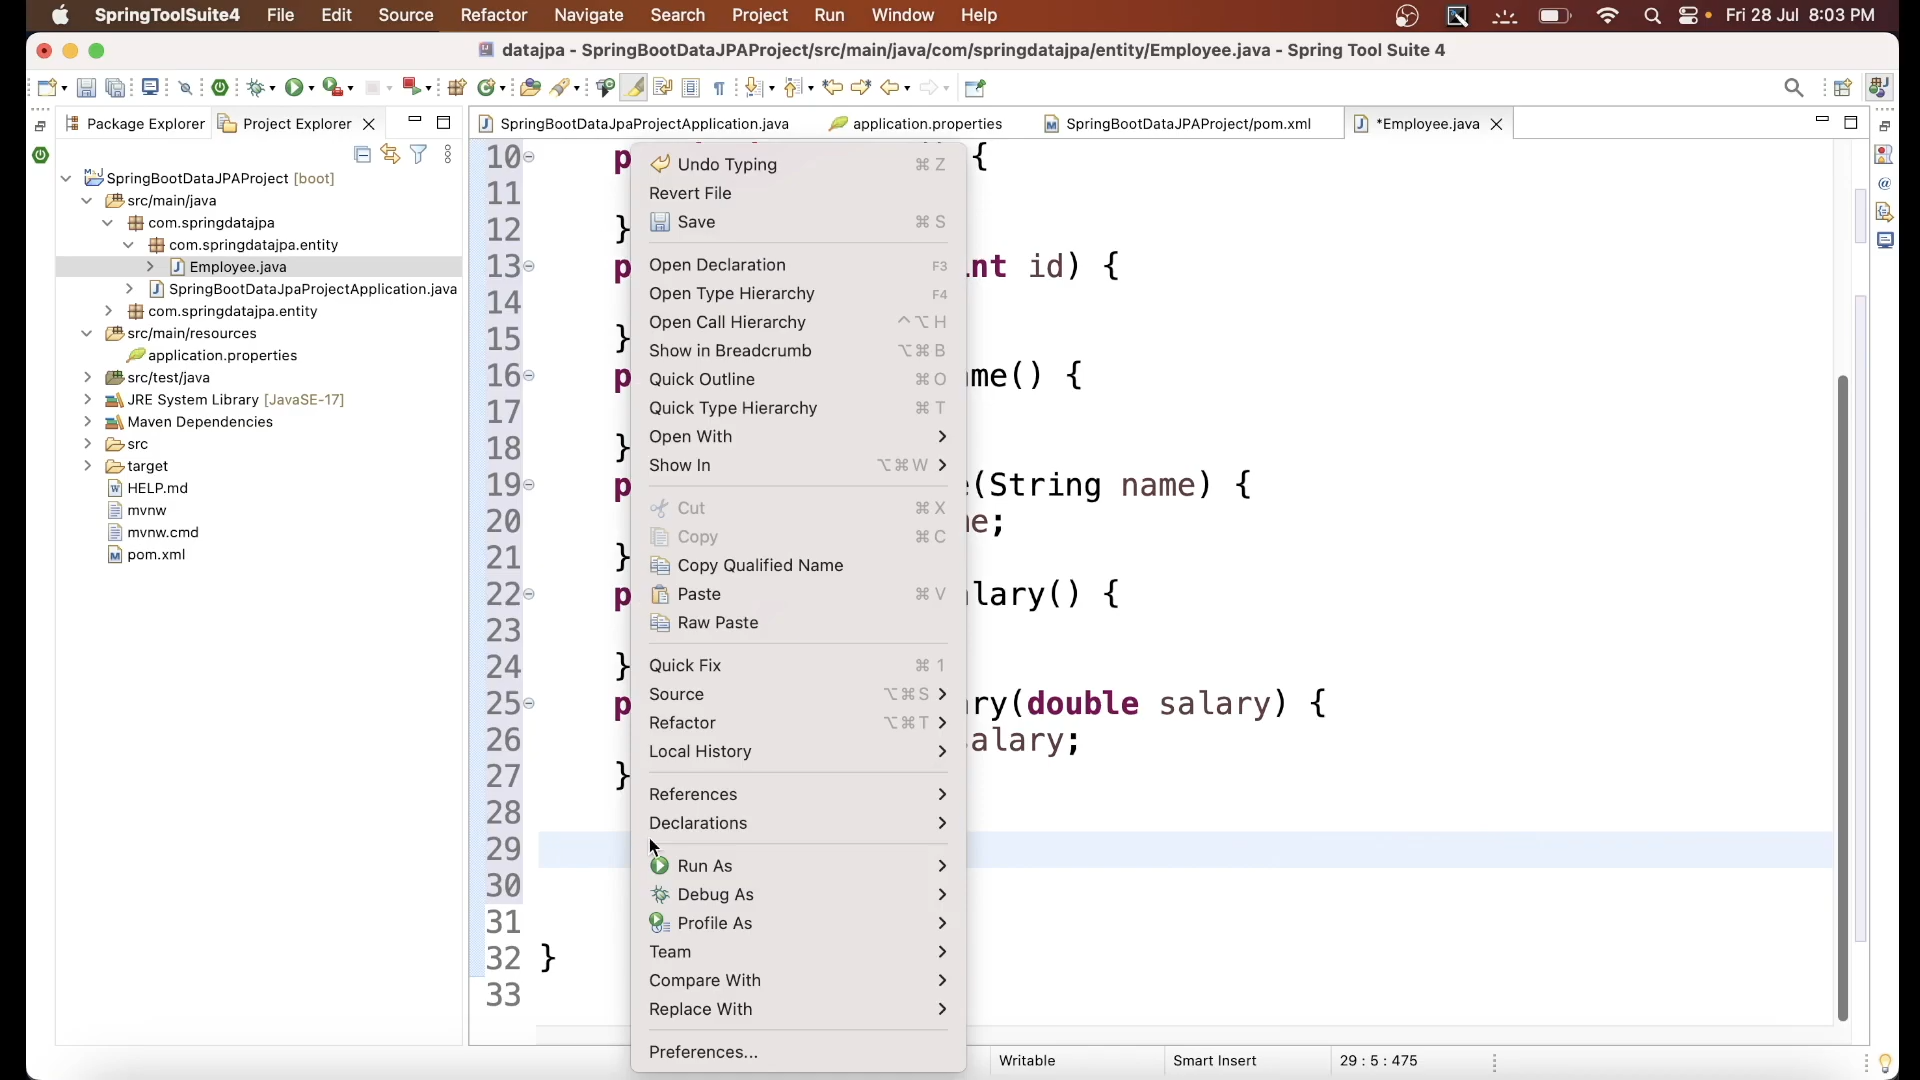 SpringToolSuite4 File Edit Source Refactor Navigate Search Project Run Window Help Fri 28 Jul 8:03 PM
datajpa - SpringBootDataJPAProject/src/main/java/com/springdatajpa/entity/Employee.java - Spring Tool Suite 4
Package Explorer Project Explorer
SpringBootDataJpaProjectApplication.java application.properties SpringBootDataJPAProject/pom.xml *Employee.java
SpringBootDataJPAProject [boot]
src/main/java
com.springdatajpa
com.springdatajpa.entity
Employee.java
SpringBootDataJpaProjectApplication.java
com.springdatajpa.entity
src/main/resources
application.properties
src/test/java
JRE System Library [JavaSE-17]
Maven Dependencies
src
target
HELP.md
mvnw
mvnw.cmd
pom.xml
10 p {
11
12 }
13 p nt id) {
14
15 }
16 p me() {
17
18 }
19 p (String name) {
20 e;
21 }
22 p lary() {
23
24 }
25 p ry(double salary) {
26 alary;
27 }
28
29
30
31
32 }
33
Undo Typing ⌘ Z
Revert File
Save ⌘ S
Open Declaration F3
Open Type Hierarchy F4
Open Call Hierarchy ^⌥ H
Show in Breadcrumb ⌥⌘ B
Quick Outline ⌘ O
Quick Type Hierarchy ⌘ T
Open With
Show In ⌥⌘ W
Cut ⌘ X
Copy ⌘ C
Copy Qualified Name
Paste ⌘ V
Raw Paste
Quick Fix ⌘ 1
Source ⌥⌘ S
Refactor ⌥⌘ T
Local History
References
Declarations
Run As
Debug As
Profile As
Team
Compare With
Replace With
Preferences...
Writable Smart Insert 29 : 5 : 475